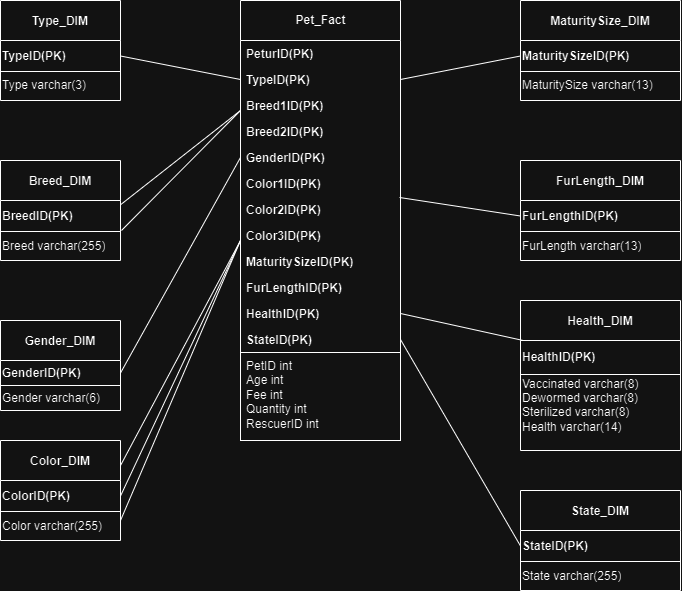 Type_DIM
TypeID(PK)
Type varchar(3)
Breed_DIM
BreedID(PK)
Breed varchar(255)
Gender_DIM
GenderID(PK)
Gender varchar(6)
Color_DIM
ColorID(PK)
Color varchar(255)
Pet_Fact
PeturID(PK)
TypeID(PK)
Breed1ID(PK)
Breed2ID(PK)
GenderID(PK)
Color1ID(PK)
Color2ID(PK)
Color3ID(PK)
MaturitySizeID(PK)
FurLengthID(PK)
HealthID(PK)
StateID(PK)
PetID int
Age int
Fee int
Quantity int
RescuerID int
MaturitySize_DIM
MaturitySizeID(PK)
MaturitySize varchar(13)
FurLength_DIM
FurLengthID(PK)
FurLength varchar(13)
Health_DIM
HealthID(PK)
Vaccinated varchar(8)
Dewormed varchar(8)
Sterilized varchar(8)
Health varchar(14)
State_DIM
StateID(PK)
State varchar(255)